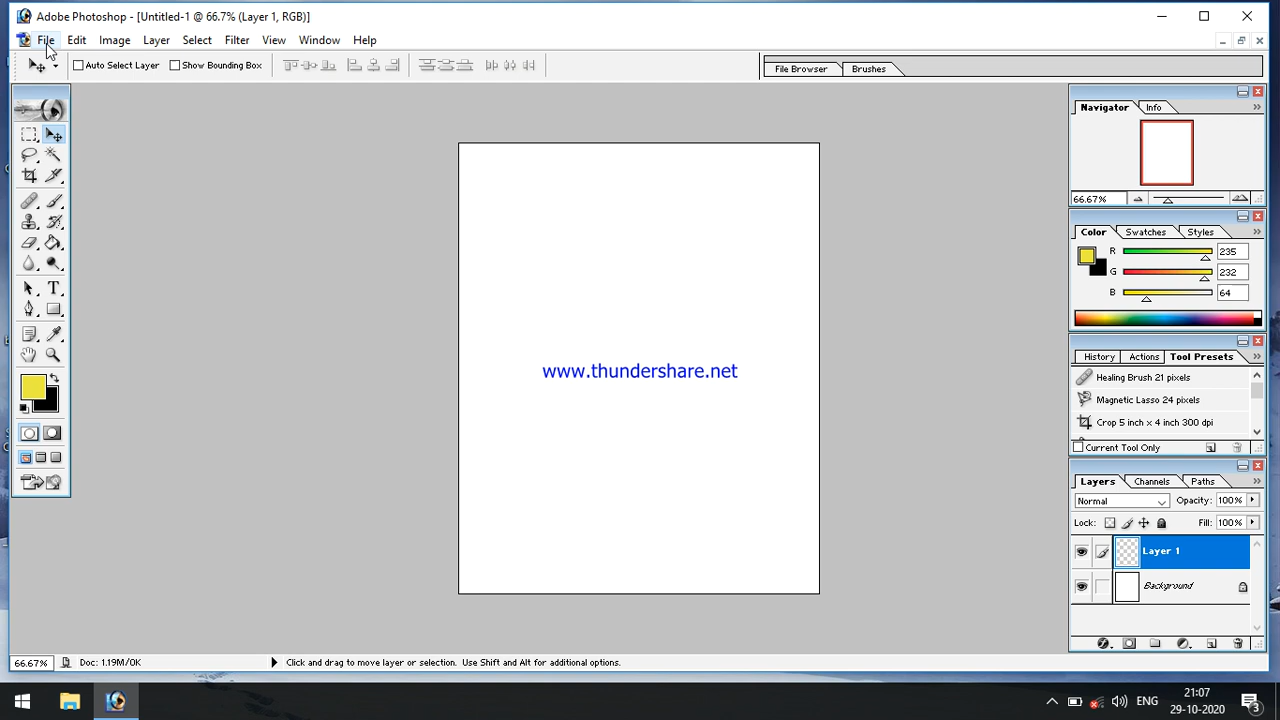 Adobe Photoshop - [Untitled-1 @ 66.7% (Layer 1, RGB)]
File Edit Image Layer Select Filter View Window Help
Auto Select Layer Show Bounding Box File Browser Brushes
Navigator Info
66.67%
Color Swatches Styles
R 235
G 232
B 64
www.thundershare.net
History Actions Tool Presets
Healing Brush 21 pixels
Magnetic Lasso 24 pixels
Crop 5 inch x 4 inch 300 dpi
Current Tool Only
Layers Channels Paths
Normal Opacity: 100%
Lock: Fill: 100%
Layer 1
Background
66.67% Doc: 1.19M/0K Click and drag to move layer or selection. Use Shift and Alt for additional options.
ENG 21:07
29-10-2020 3